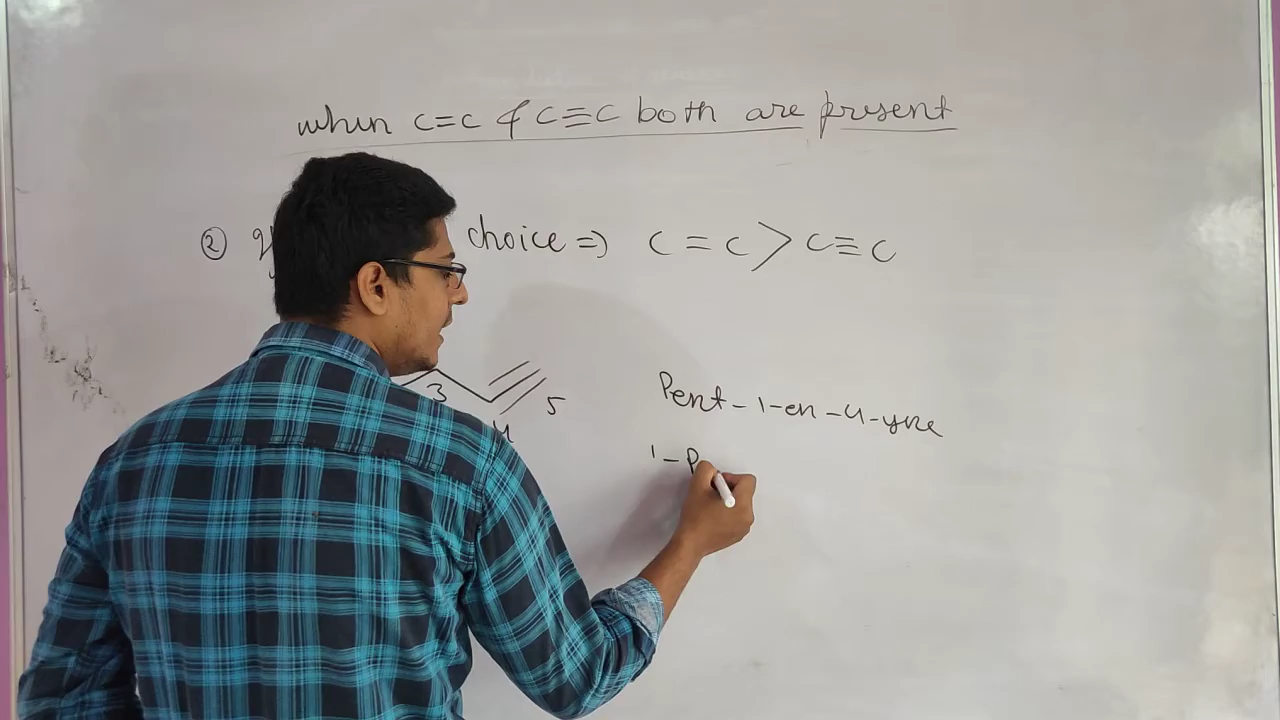 when C=C & C≡C both are present
② choice => C=C > C≡C
3
4
5
Pent-1-en-4-yne
1-P